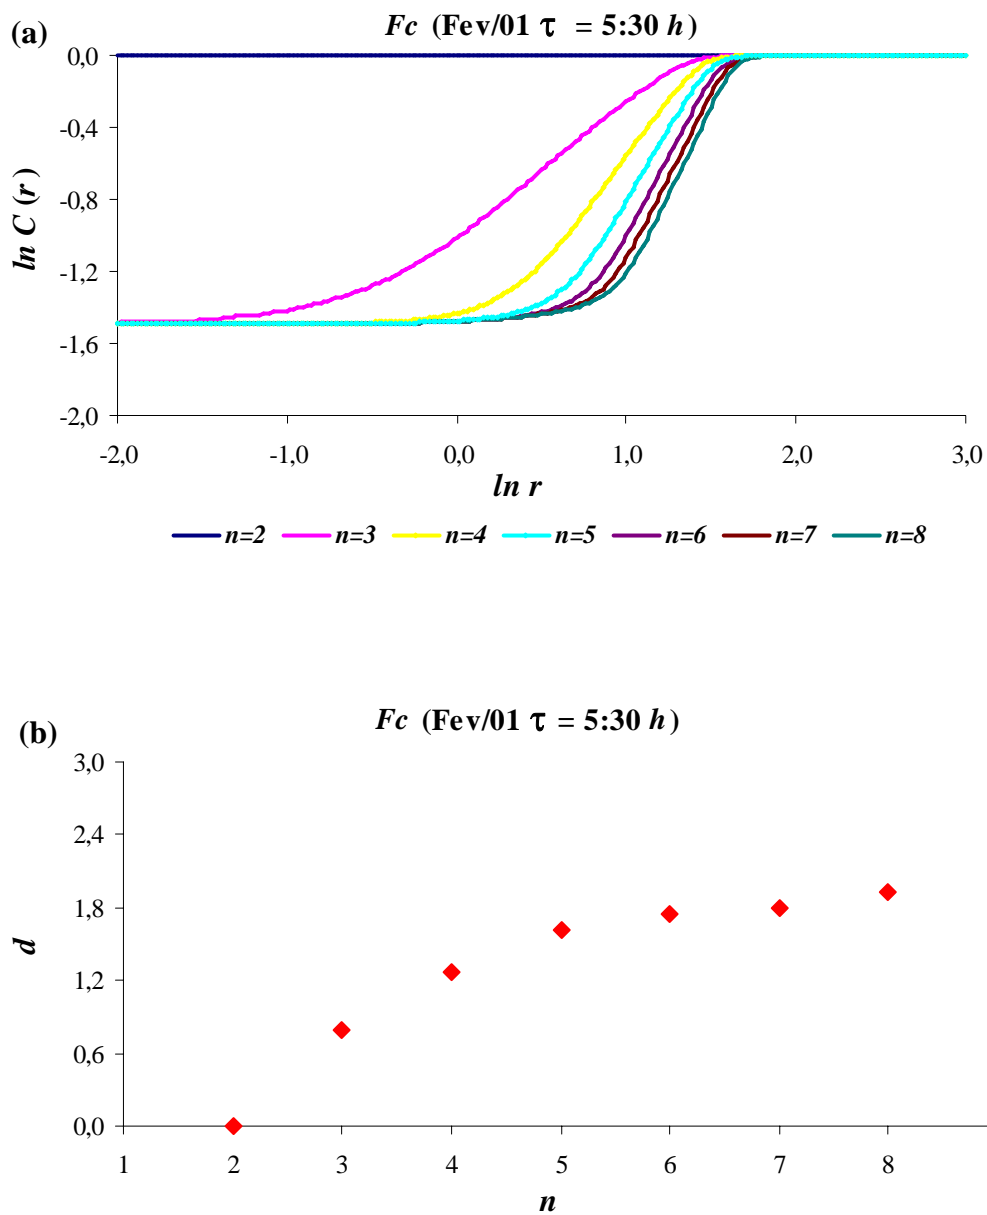 (a)
Fc (Fev/01 τ = 5:30 h)
0,0
-0,4
-0,8
-1,2
-1,6
-2,0
ln C (r)
-2,0 -1,0 0,0 1,0 2,0 3,0
ln r
n=2 n=3 n=4 n=5 n=6 n=7 n=8
(b)
Fc (Fev/01 τ = 5:30 h)
3,0
2,4
1,8
1,2
0,6
0,0
d
1 2 3 4 5 6 7 8
n